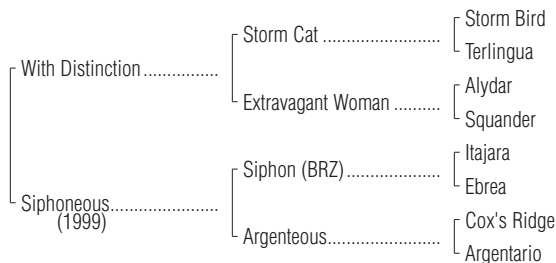 Storm Bird
Storm Cat ........................
Terlingua
With Distinction ...................
Alydar
Extravagant Woman ............
Squander
Itajara
Siphon (BRZ) ......................
Ebrea
Siphoneous...........................
(1999)
Cox's Ridge
Argenteous...........................
Argentario